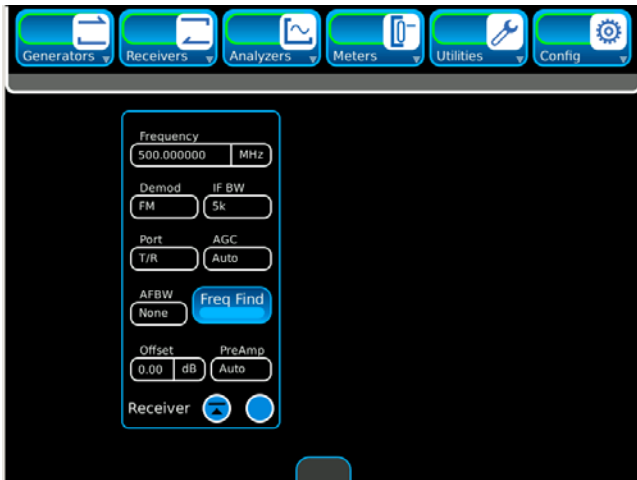 Generators Receivers Analyzers Meters Utilities Config
Frequency
500.000000 MHz
Demod IF BW
FM 5k
Port AGC
T/R Auto
AFBW Freq Find
None
Offset PreAmp
0.00 dB Auto
Receiver